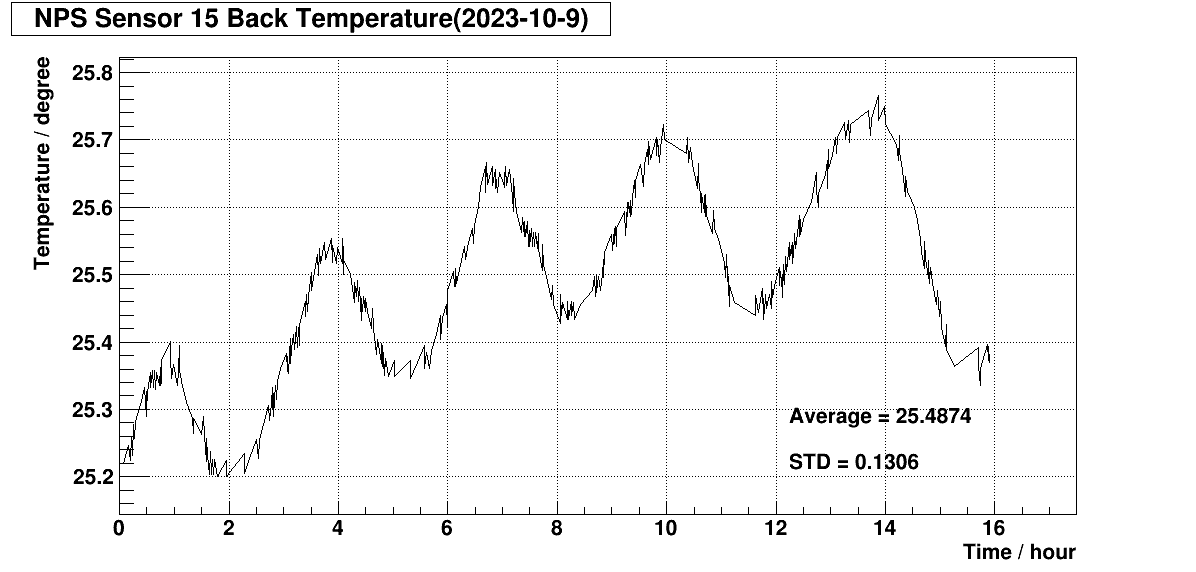 NPS Sensor 15 Back Temperature(2023-10-9)
Temperature / degree
25.8
25.7
25.6
25.5
25.4
25.3
25.2
Average = 25.4874
STD = 0.1306
0 2 4 6 8 10 12 14 16
Time / hour